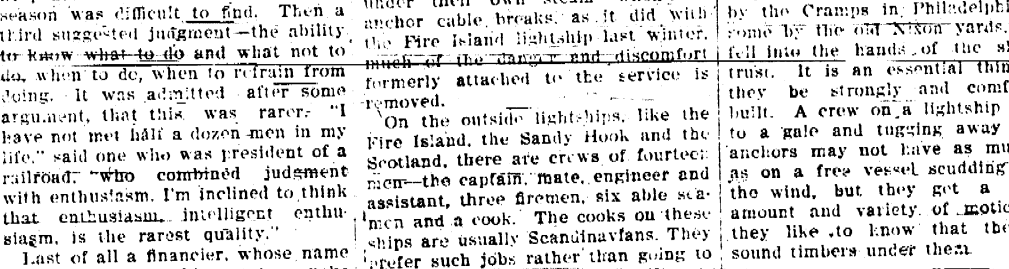 season was difficult to find. Then a
third suggested judgment—the ability
to know what to do and what not to
do, when to do, when to refrain from
doing. It was admitted after some
argument, that this was rarer. "I
have not met half a dozen men in my
life," said one who was president of a
railroad, "who combined judgment
with enthusiasm. I'm inclined to think
that enthusiasm, intelligent enthu-
siasm, is the rarest quality."
Last of all a financier, whose name
under their own steam
anchor cable breaks, as it did with
the Fire Island lightship last winter,
much of the danger and discomfort
formerly attached to the service is
removed.
On the outside lightships, like the
Fire Island, the Sandy Hook and the
Scotland, there are crews of fourteen
men—the captain, mate, engineer and
assistant, three firemen, six able sea-
men and a cook. The cooks on these
ships are usually Scandinavians. They
prefer such jobs rather than going to
by the Cramps in Philadelphi
some by the old Nixon yards,
fell into the hands of the s
trust. It is an essential thin
they be strongly and comf
built. A crew on a lightship
to a gale and tugging away
anchors may not have as mu
as on a free vessel scudding
the wind, but they get a
amount and variety of motio
they like to know that the
sound timbers under them